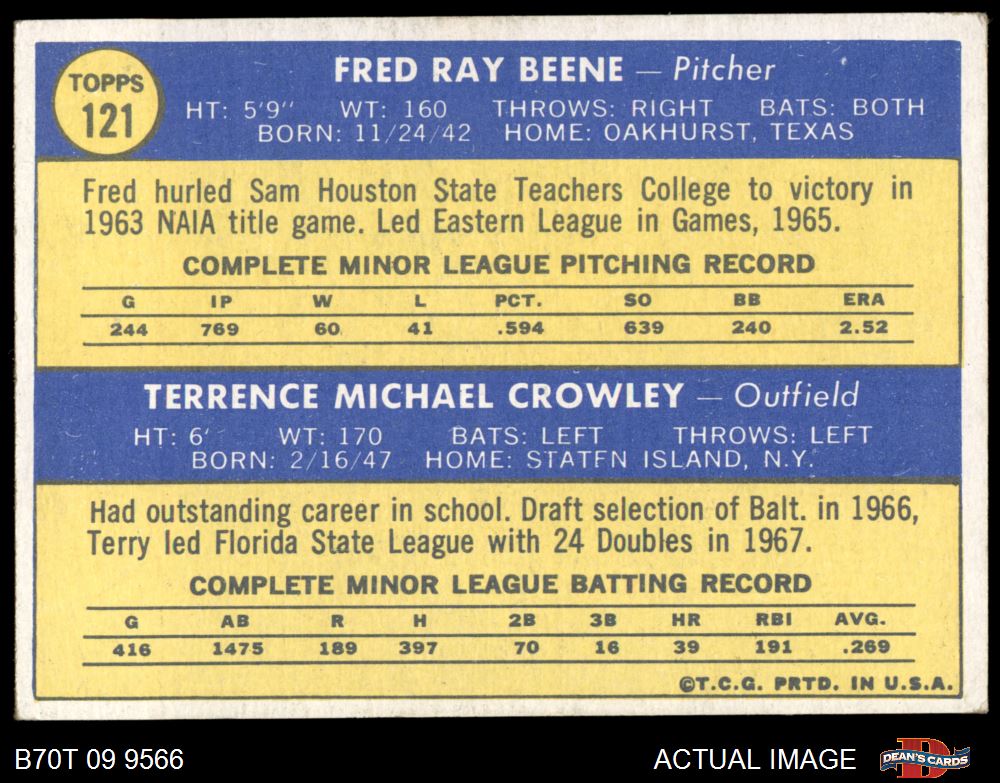 TOPPS
121
FRED RAY BEENE — Pitcher
HT: 5'9" WT: 160 THROWS: RIGHT BATS: BOTH
BORN: 11/24/42 HOME: OAKHURST, TEXAS
Fred hurled Sam Houston State Teachers College to victory in
1963 NAIA title game. Led Eastern League in Games, 1965.
COMPLETE MINOR LEAGUE PITCHING RECORD
G IP W L PCT. SO BB ERA
244 769 60 41 .594 639 240 2.52
TERRENCE MICHAEL CROWLEY — Outfield
HT: 6' WT: 170 BATS: LEFT THROWS: LEFT
BORN: 2/16/47 HOME: STATEN ISLAND, N.Y.
Had outstanding career in school. Draft selection of Balt. in 1966,
Terry led Florida State League with 24 Doubles in 1967.
COMPLETE MINOR LEAGUE BATTING RECORD
G AB R H 2B 3B HR RBI AVG.
416 1475 189 397 70 16 39 191 .269
©T.C.G. PRTD. IN U.S.A.
B70T 09 9566 ACTUAL IMAGE DEAN'S CARDS